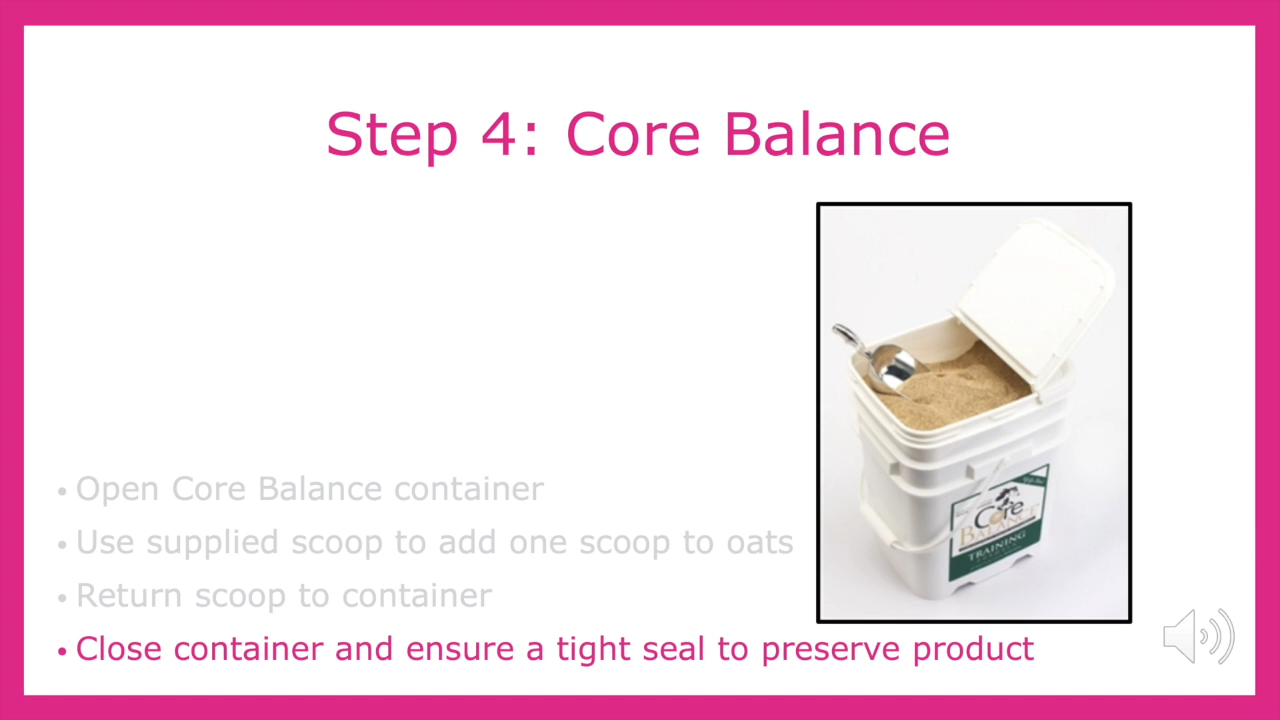 Step 4: Core Balance
• Open Core Balance container
• Use supplied scoop to add one scoop to oats
• Return scoop to container
• Close container and ensure a tight seal to preserve product
Core
BALANCE
TRAINING